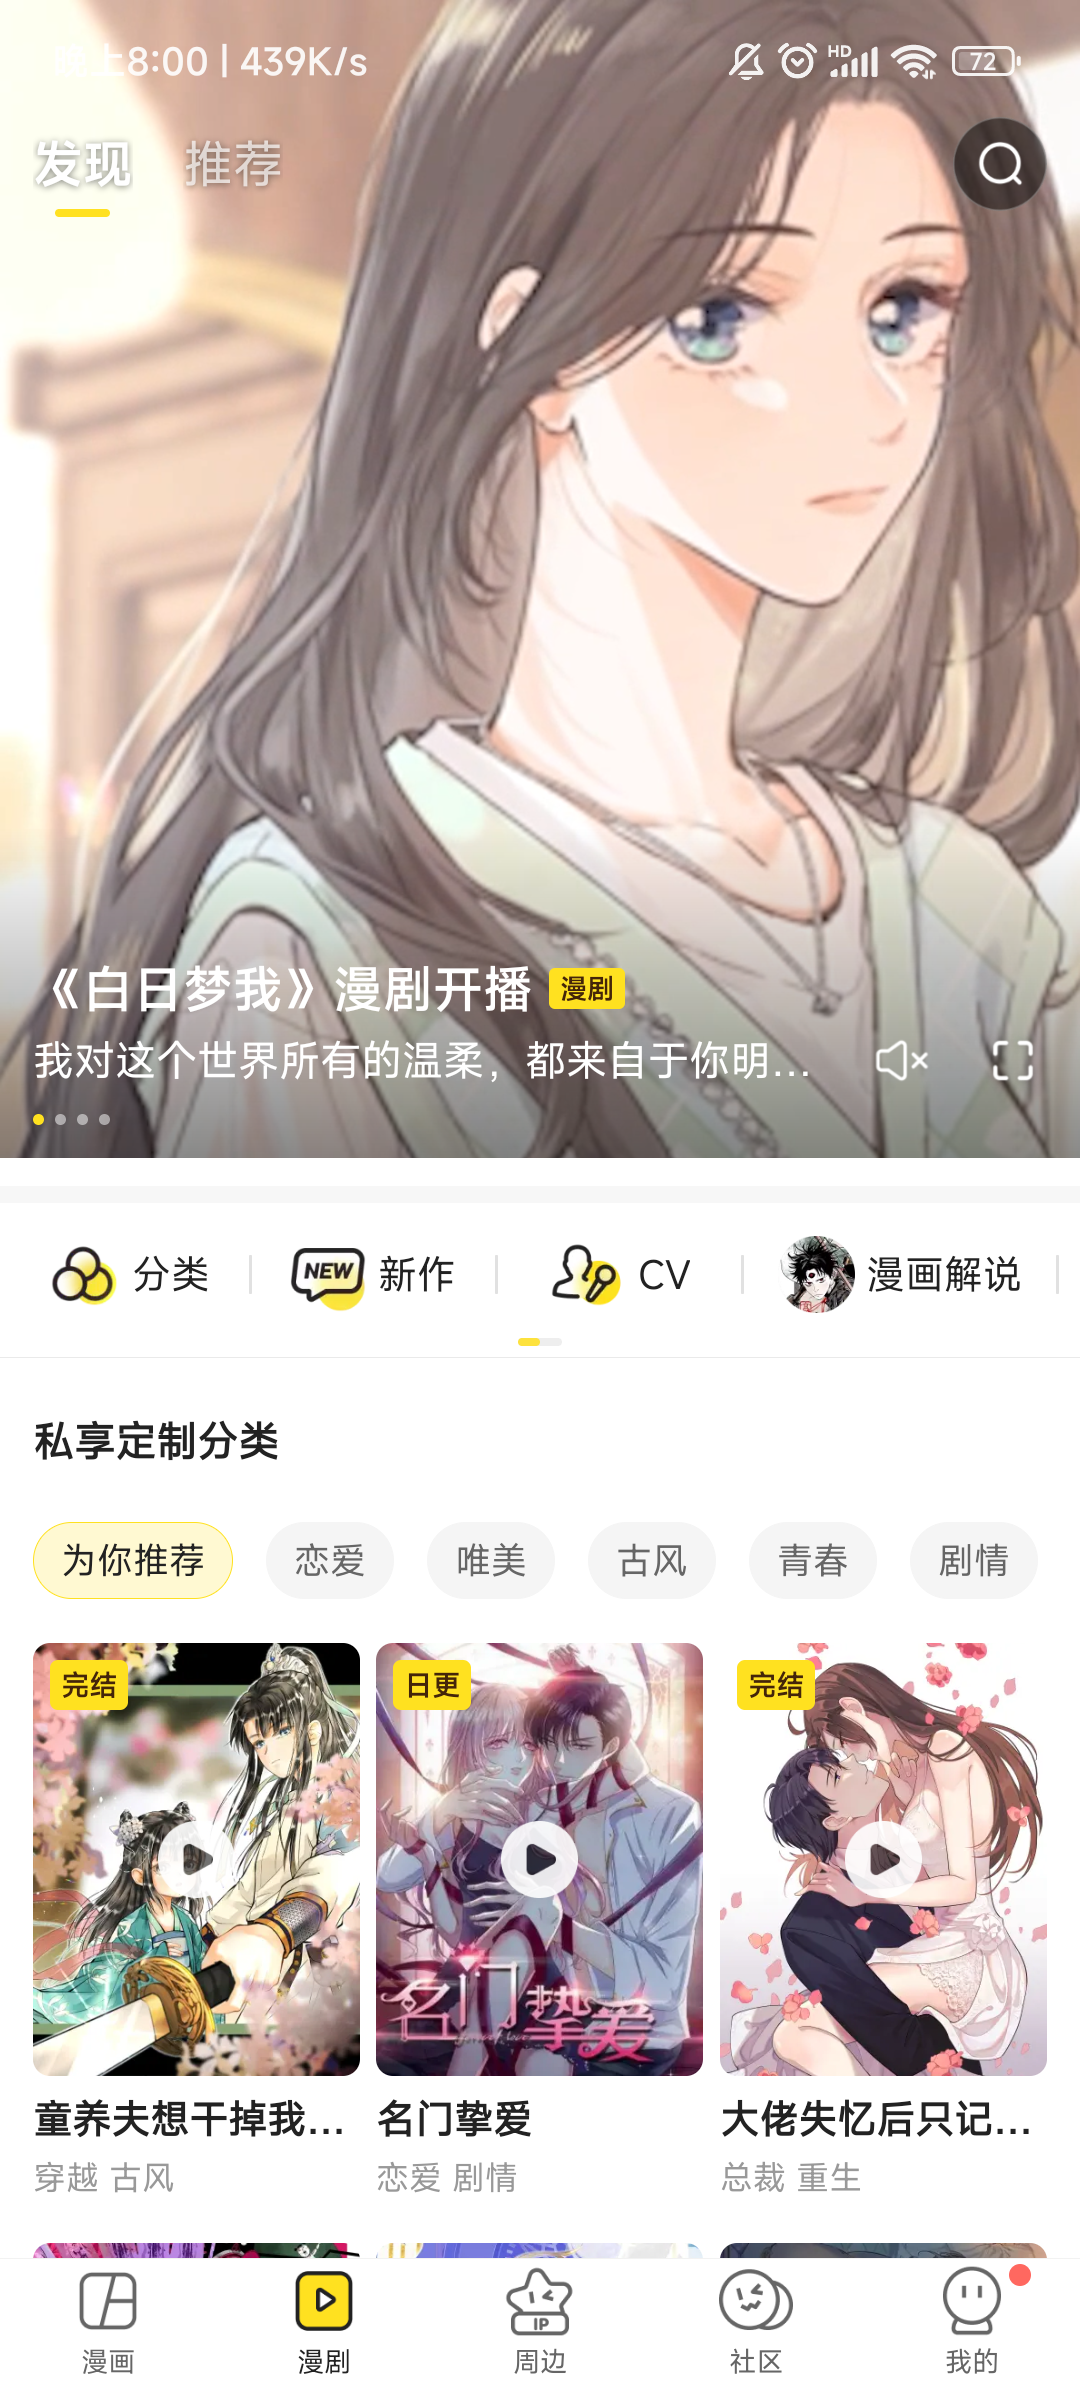 晚上8:00 | 439K/s
HD
72
发现 推荐
《白日梦我》漫剧开播 漫剧
我对这个世界所有的温柔，都来自于你明...
分类
NEW 新作
CV
漫画解说
私享定制分类
为你推荐 恋爱 唯美 古风 青春 剧情
完结 日更 完结
名门挚爱
童养夫想干掉我... 名门挚爱 大佬失忆后只记...
穿越 古风 恋爱 剧情 总裁 重生
IP
漫画 漫剧 周边 社区 我的